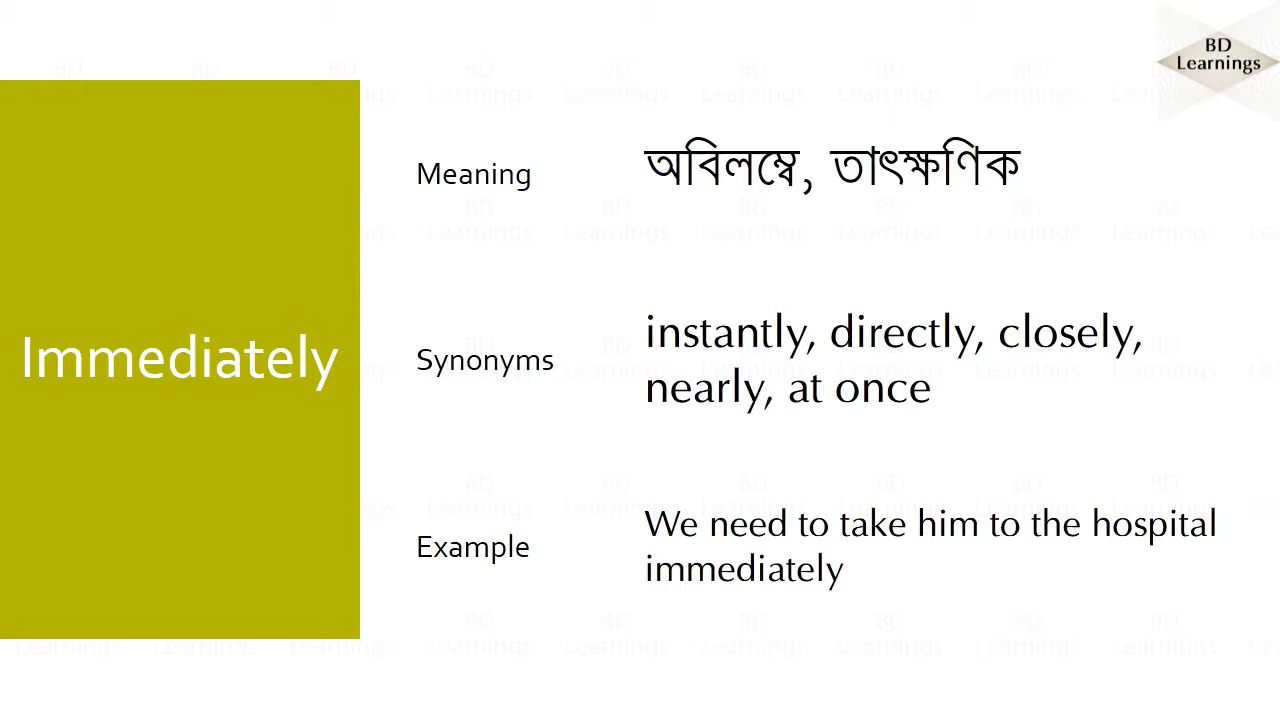 BD
Learnings
Immediately
Meaning
অবিলম্বে, তাৎক্ষণিক
Synonyms
instantly, directly, closely,
nearly, at once
Example
We need to take him to the hospital
immediately